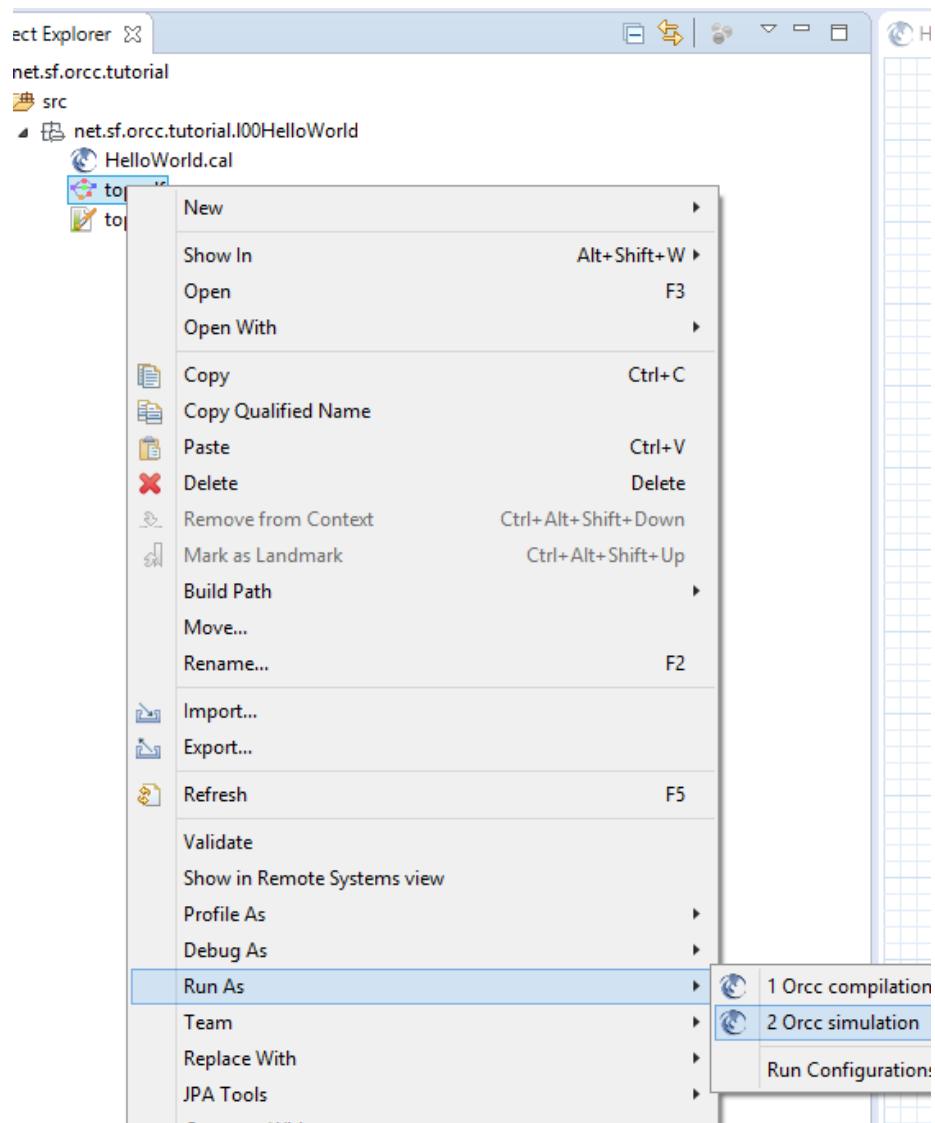 ect Explorer
H
net.sf.orcc.tutorial
src
net.sf.orcc.tutorial.I00HelloWorld
HelloWorld.cal
top
top
New
Show In Alt+Shift+W
Open F3
Open With
Copy Ctrl+C
Copy Qualified Name
Paste Ctrl+V
Delete Delete
Remove from Context Ctrl+Alt+Shift+Down
Mark as Landmark Ctrl+Alt+Shift+Up
Build Path
Move...
Rename... F2
Import...
Export...
Refresh F5
Validate
Show in Remote Systems view
Profile As
Debug As
Run As
1 Orcc compilation
Team
2 Orcc simulation
Replace With
Run Configurations
JPA Tools